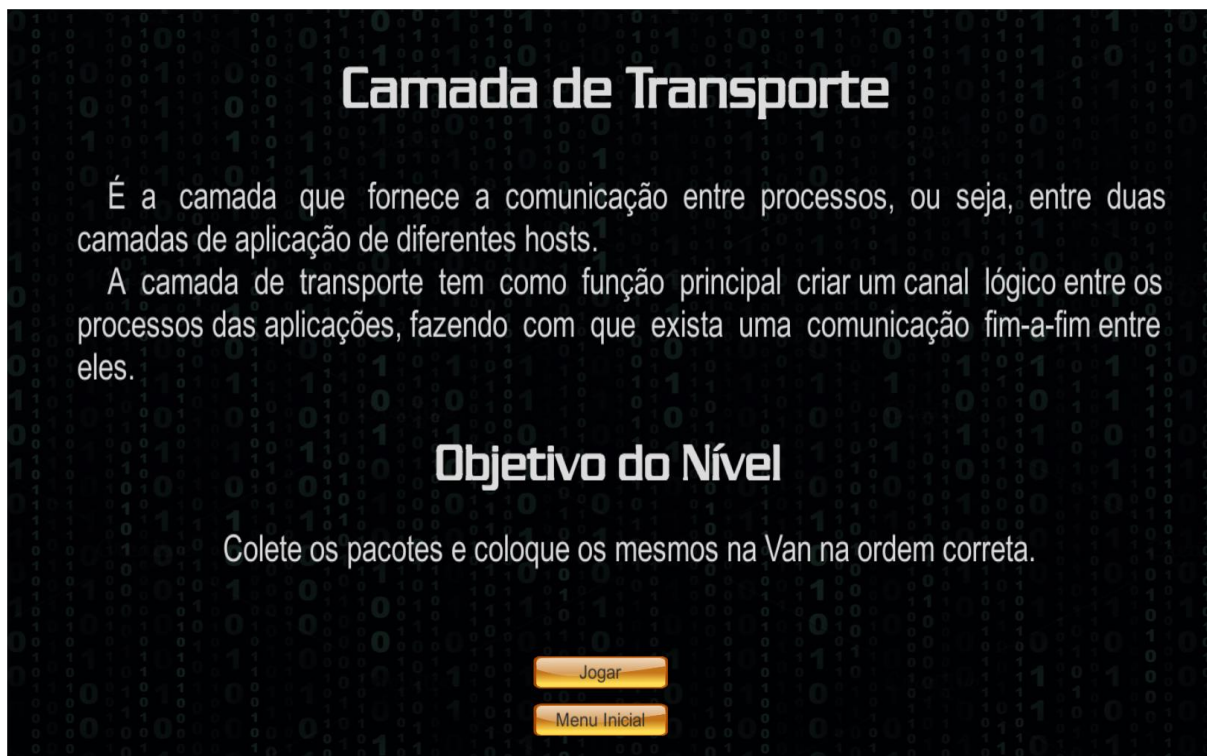 Camada de Transporte
É a camada que fornece a comunicação entre processos, ou seja, entre duas
camadas de aplicação de diferentes hosts.
A camada de transporte tem como função principal criar um canal lógico entre os
processos das aplicações, fazendo com que exista uma comunicação fim-a-fim entre
eles.
Objetivo do Nível
Colete os pacotes e coloque os mesmos na Van na ordem correta.
Jogar
Menu Inicial